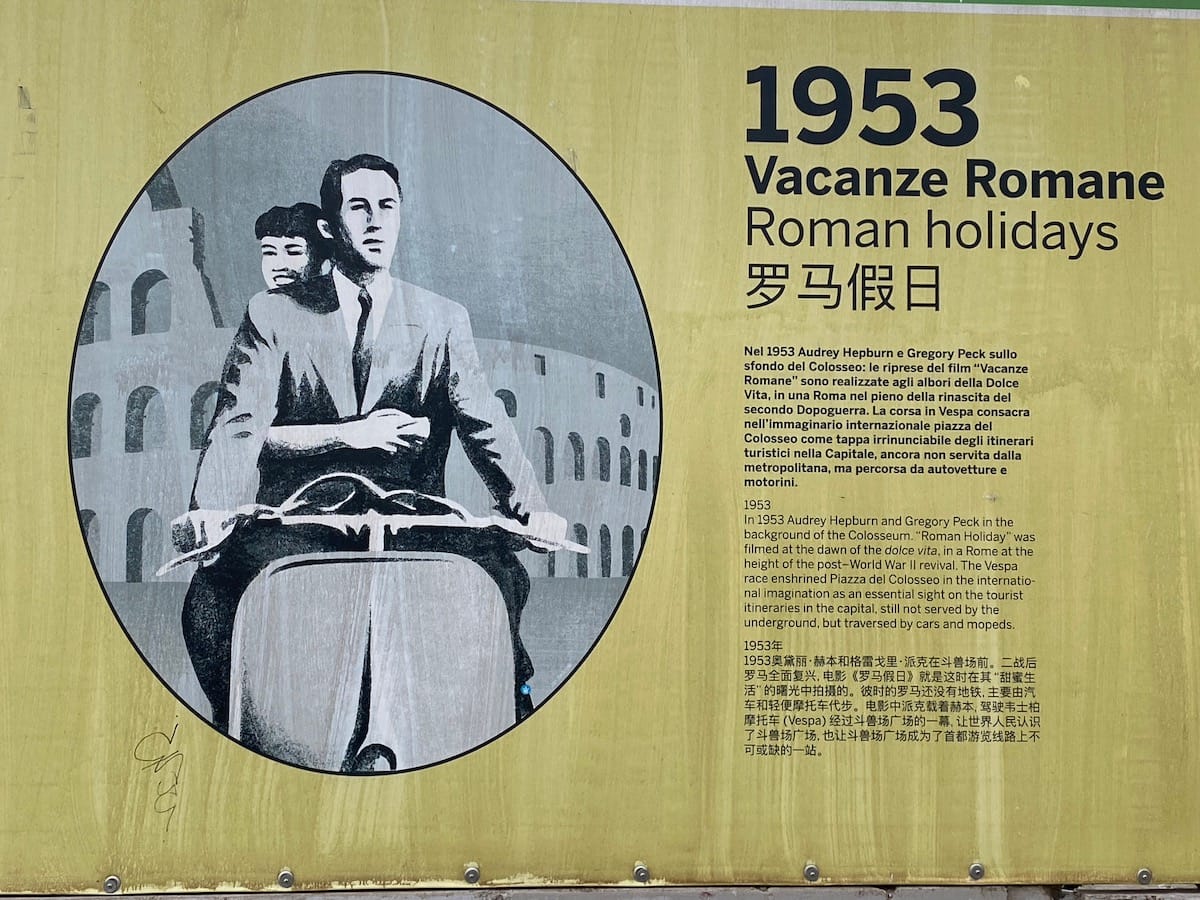 1953
Vacanze Romane
Roman holidays
罗马假日
Nel 1953 Audrey Hepburn e Gregory Peck sullo
sfondo del Colosseo: le riprese del film “Vacanze
Romane” sono realizzate agli albori della Dolce
Vita, in una Roma nel pieno della rinascita del
secondo Dopoguerra. La corsa in Vespa consacra
nell’immaginario internazionale piazza del
Colosseo come tappa irrinunciabile degli itinerari
turistici nella Capitale, ancora non servita dalla
metropolitana, ma percorsa da autovetture e
motorini.
1953
In 1953 Audrey Hepburn and Gregory Peck in the
background of the Colosseum. “Roman Holiday” was
filmed at the dawn of the dolce vita, in a Rome at the
height of the post–World War II revival. The Vespa
race enshrined Piazza del Colosseo in the internatio-
nal imagination as an essential sight on the tourist
itineraries in the capital, still not served by the
underground, but traversed by cars and mopeds.
1953年
1953奥黛丽·赫本和格雷戈里·派克在斗兽场前。二战后
罗马全面复兴, 电影《罗马假日》就是这时在其“甜蜜生
活”的曙光中拍摄的。彼时的罗马还没有地铁, 主要由汽
车和轻便摩托车代步。电影中派克载着赫本, 驾驶韦士柏
摩托车 (Vespa) 经过斗兽场广场的一幕, 让世界人民认识
了斗兽场广场, 也让斗兽场广场成为了首都游览线路上不
可或缺的一站。